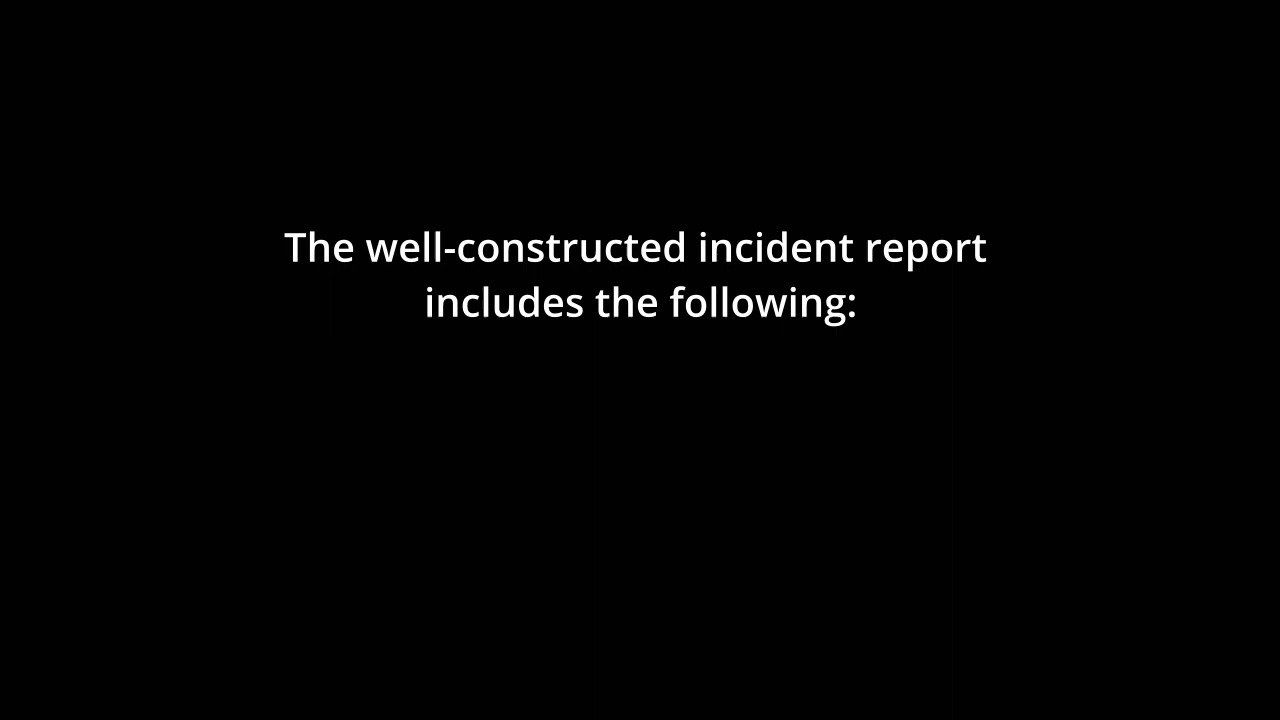 The well-constructed incident report
includes the following: